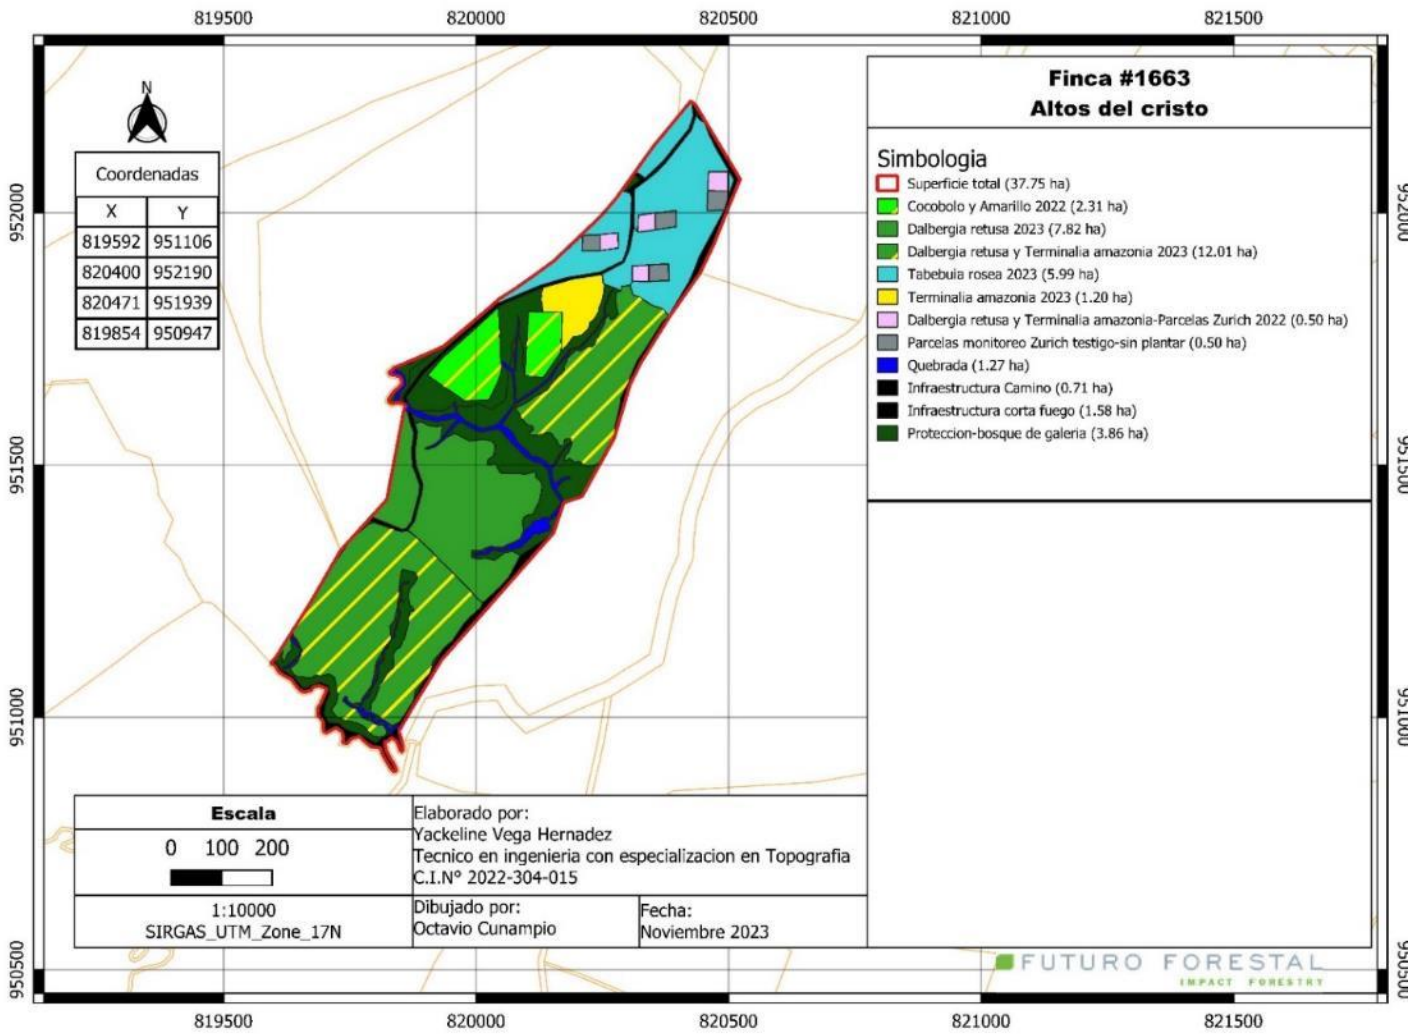 819500 820000 820500 821000 821500
N
Coordenadas
X Y
819592 951106
820400 952190
820471 951939
819854 950947
Finca #1663
Altos del cristo
Simbologia
Superficie total (37.75 ha)
Cocobolo y Amarillo 2022 (2.31 ha)
Dalbergia retusa 2023 (7.82 ha)
Dalbergia retusa y Terminalia amazonia 2023 (12.01 ha)
Tabebuia rosea 2023 (5.99 ha)
Terminalia amazonia 2023 (1.20 ha)
Dalbergia retusa y Terminalia amazonia-Parcelas Zurich 2022 (0.50 ha)
Parcelas monitoreo Zurich testigo-sin plantar (0.50 ha)
Quebrada (1.27 ha)
Infraestructura Camino (0.71 ha)
Infraestructura corta fuego (1.58 ha)
Proteccion-bosque de galeria (3.86 ha)
952000 952000
951500 951500
951000 951000
950500 950500
Escala
0 100 200
1:10000
SIRGAS_UTM_Zone_17N
Elaborado por:
Yackeline Vega Hernadez
Tecnico en ingenieria con especializacion en Topografia
C.I.Nº 2022-304-015
Dibujado por:
Octavio Cunampio
Fecha:
Noviembre 2023
FUTURO FORESTAL
IMPACT FORESTRY
819500 820000 820500 821000 821500